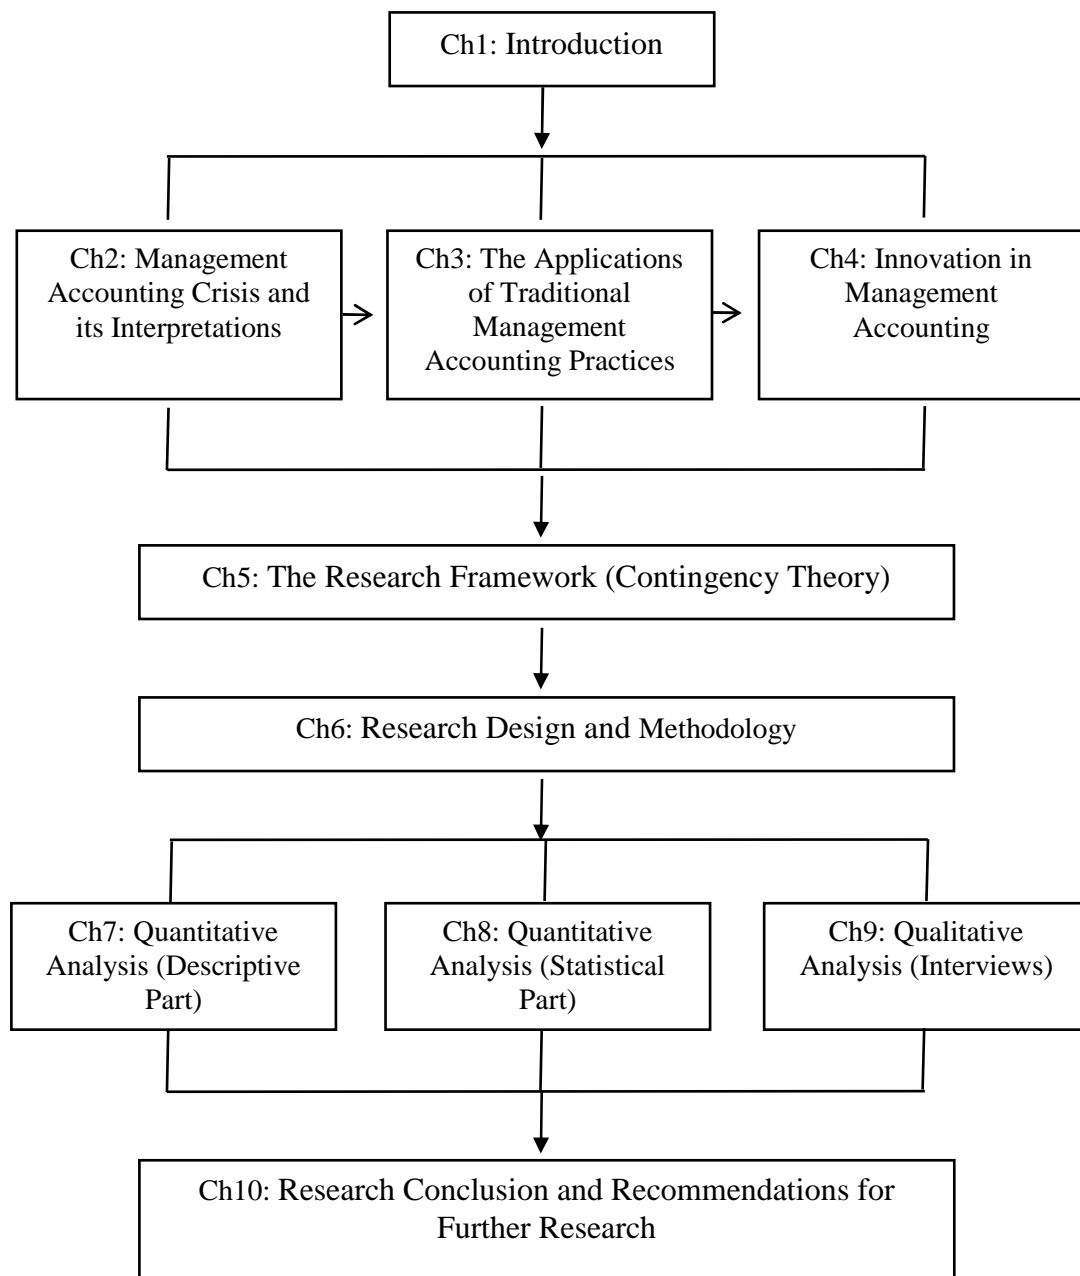 Ch1: Introduction
Ch2: Management
Accounting Crisis and
its Interpretations
Ch3: The Applications
of Traditional
Management
Accounting Practices
Ch4: Innovation in
Management
Accounting
Ch5: The Research Framework (Contingency Theory)
Ch6: Research Design and Methodology
Ch7: Quantitative
Analysis (Descriptive
Part)
Ch8: Quantitative
Analysis (Statistical
Part)
Ch9: Qualitative
Analysis (Interviews)
Ch10: Research Conclusion and Recommendations for
Further Research